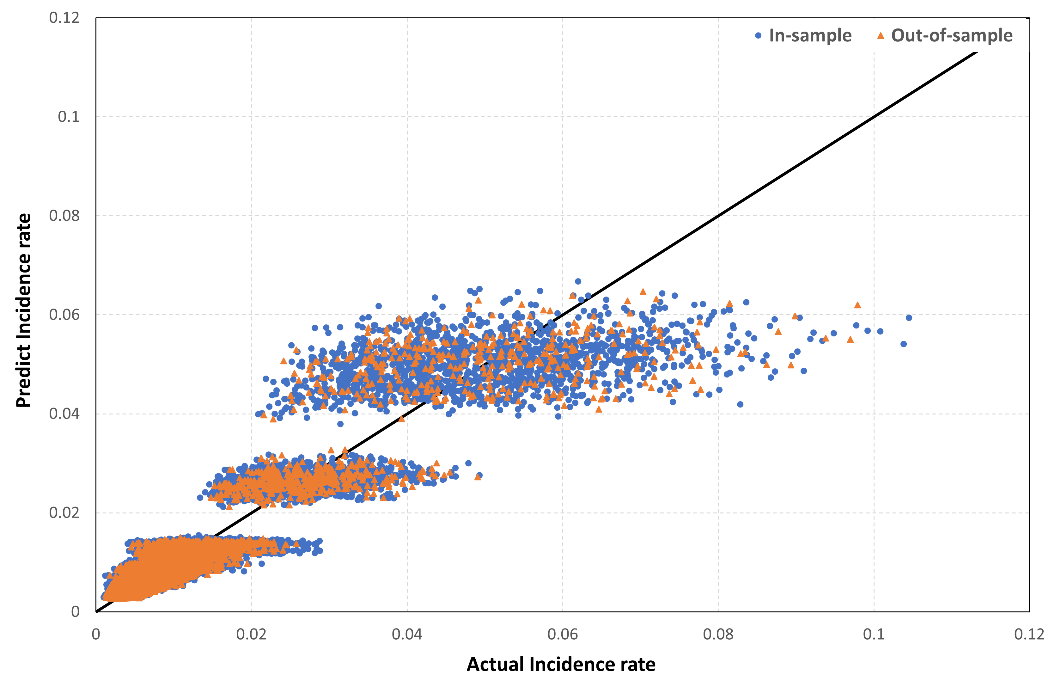 In-sample Out-of-sample
0.12
0.1
0.08
0.06
0.04
0.02
0
0 0.02 0.04 0.06 0.08 0.1 0.12
Predict Incidence rate
Actual Incidence rate